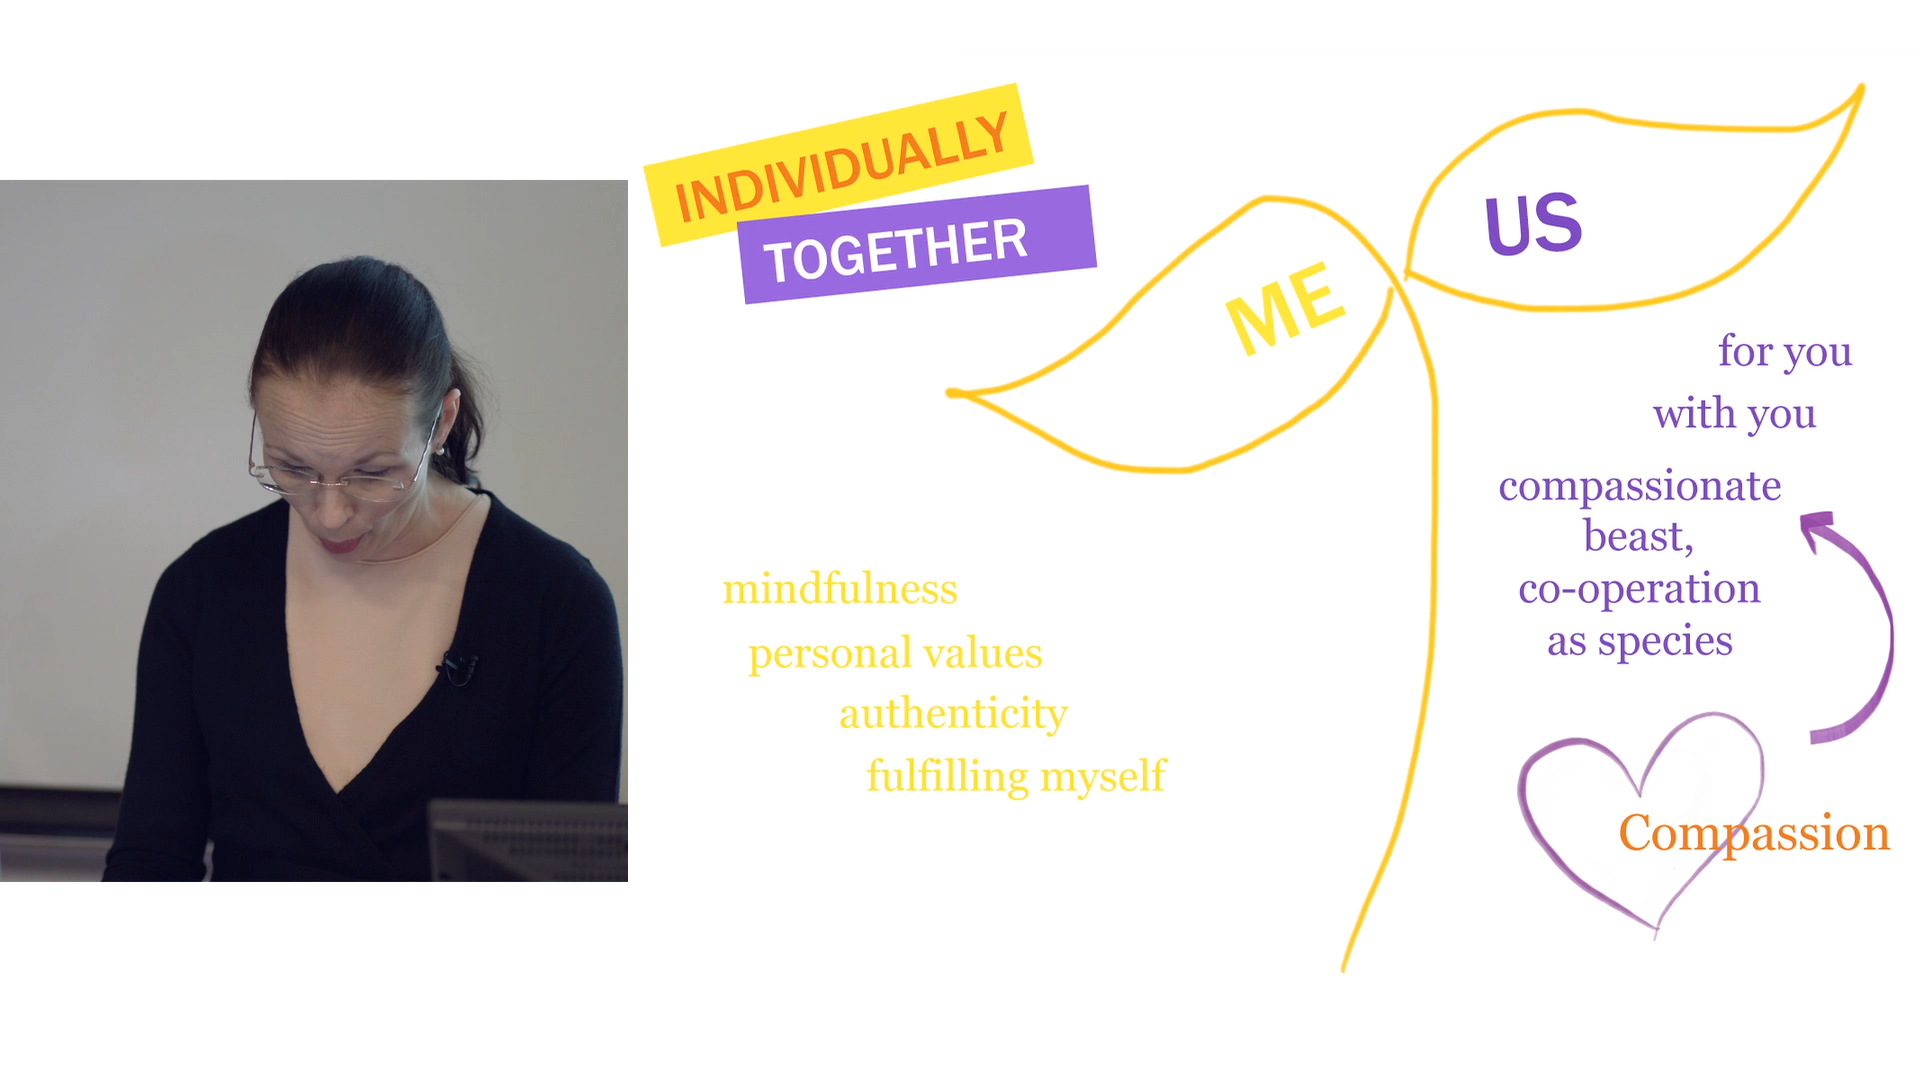 INDIVIDUALLY
TOGETHER
ME
US
for you
with you
compassionate
beast,
co-operation
as species
mindfulness
personal values
authenticity
fulfilling myself
Compassion